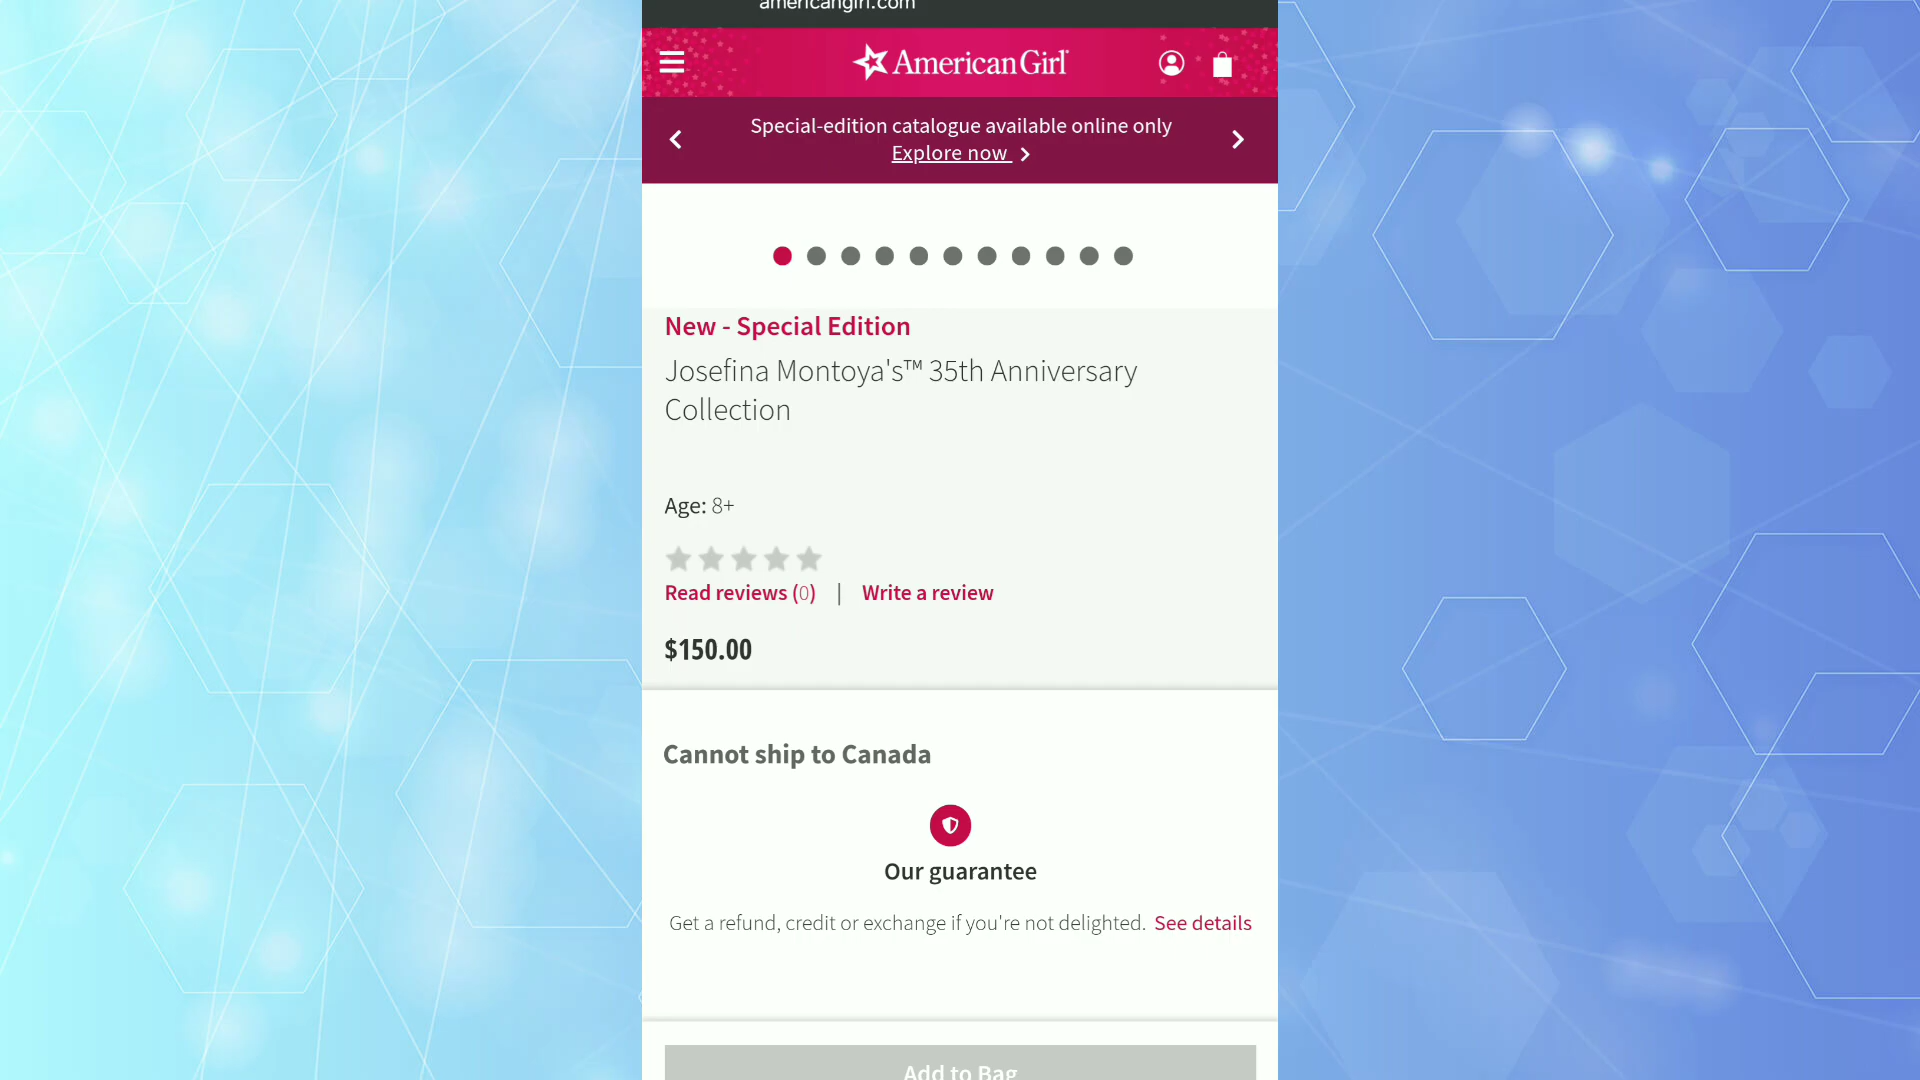 americangirl.com
American Girl
Special-edition catalogue available online only
Explore now
New - Special Edition
Josefina Montoya's™ 35th Anniversary
Collection
Age: 8+
Read reviews (0) | Write a review
$150.00
Cannot ship to Canada
Our guarantee
Get a refund, credit or exchange if you're not delighted. See details
Add to Bag